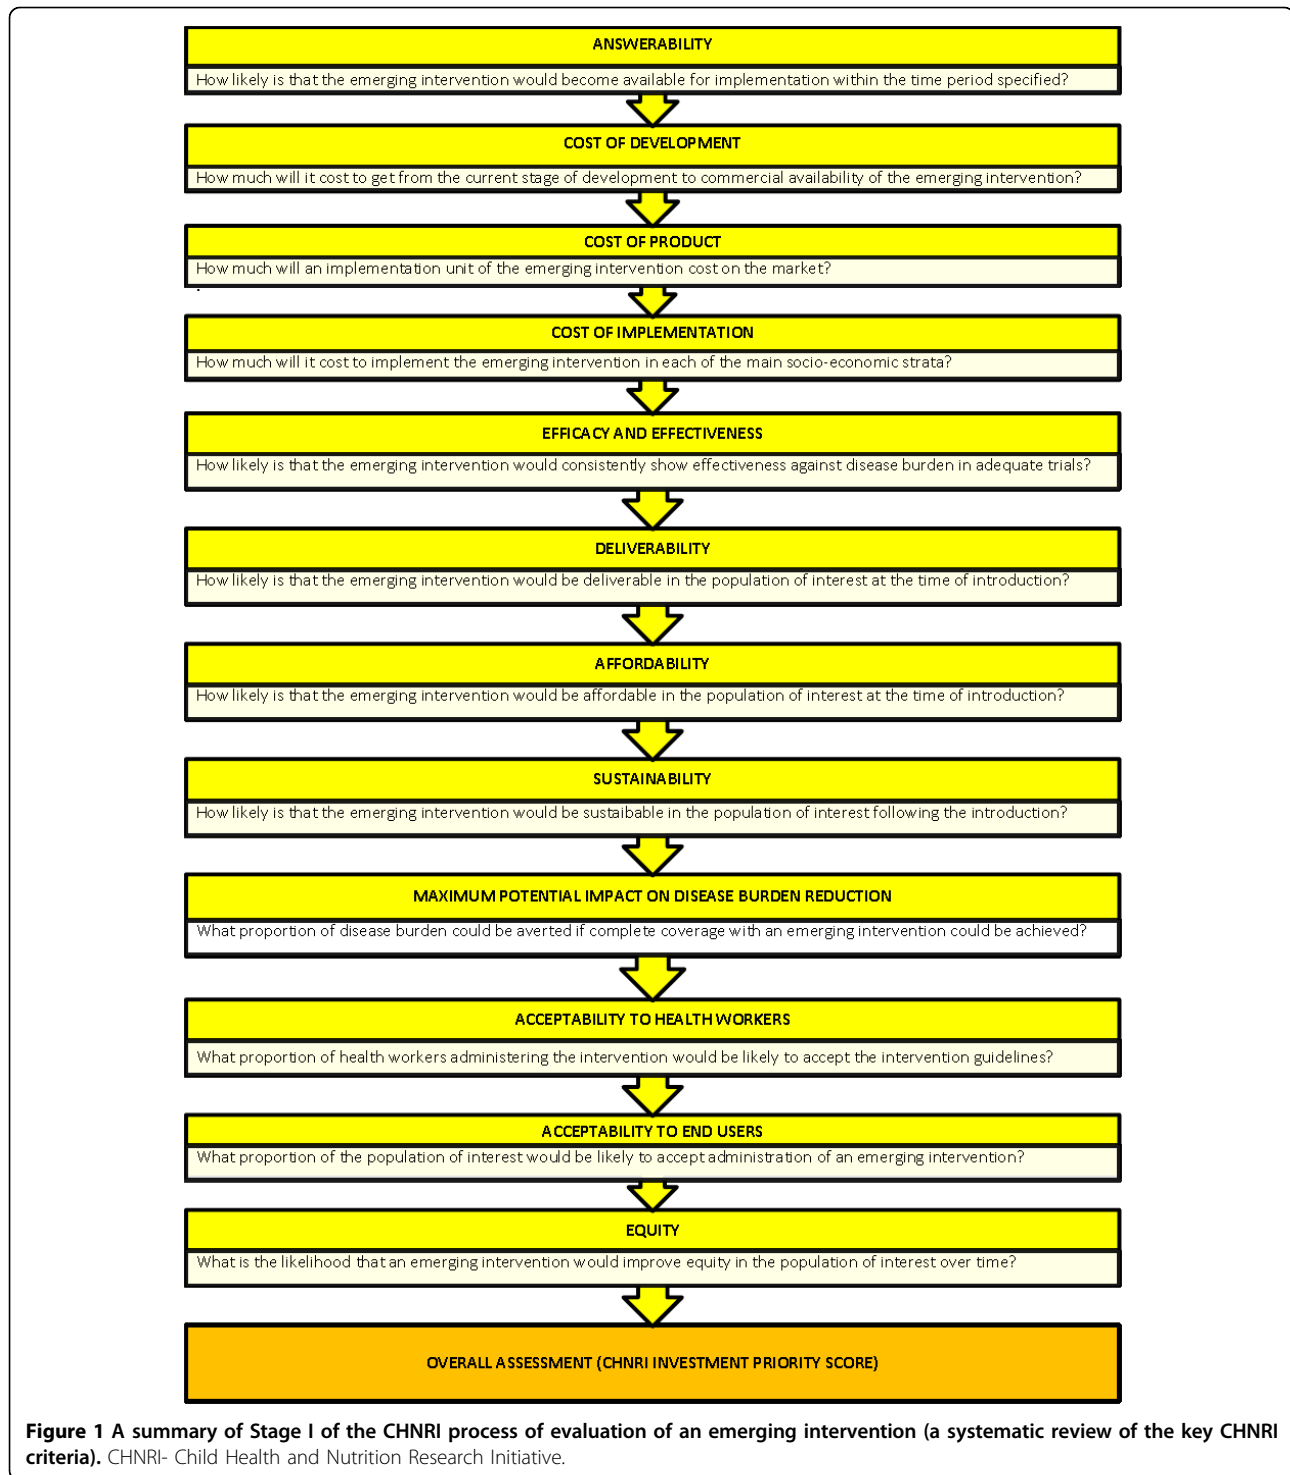 ANSWERABILITY
How likely is that the emerging intervention would become available for implementation within the time period specified?
COST OF DEVELOPMENT
How much will it cost to get from the current stage of development to commercial availability of the emerging intervention?
COST OF PRODUCT
How much will an implementation unit of the emerging intervention cost on the market?
.
COST OF IMPLEMENTATION
How much will it cost to implement the emerging intervention in each of the main socio-economic strata?
EFFICACY AND EFFECTIVENESS
How likely is that the emerging intervention would consistently show effectiveness against disease burden in adequate trials?
DELIVERABILITY
How likely is that the emerging intervention would be deliverable in the population of interest at the time of introduction?
AFFORDABILITY
How likely is that the emerging intervention would be affordable in the population of interest at the time of introduction?
SUSTAINABILITY
How likely is that the emerging intervention would be sustaibable in the population of interest following the introduction?
MAXIMUM POTENTIAL IMPACT ON DISEASE BURDEN REDUCTION
What proportion of disease burden could be averted if complete coverage with an emerging intervention could be achieved?
ACCEPTABILITY TO HEALTH WORKERS
What proportion of health workers administering the intervention would be likely to accept the intervention guidelines?
ACCEPTABILITY TO END USERS
What proportion of the population of interest would be likely to accept administration of an emerging intervention?
EQUITY
What is the likelihood that an emerging intervention would improve equity in the population of interest over time?
OVERALL ASSESSMENT (CHNRI INVESTMENT PRIORITY SCORE)
Figure 1 A summary of Stage I of the CHNRI process of evaluation of an emerging intervention (a systematic review of the key CHNRI
criteria). CHNRI- Child Health and Nutrition Research Initiative.